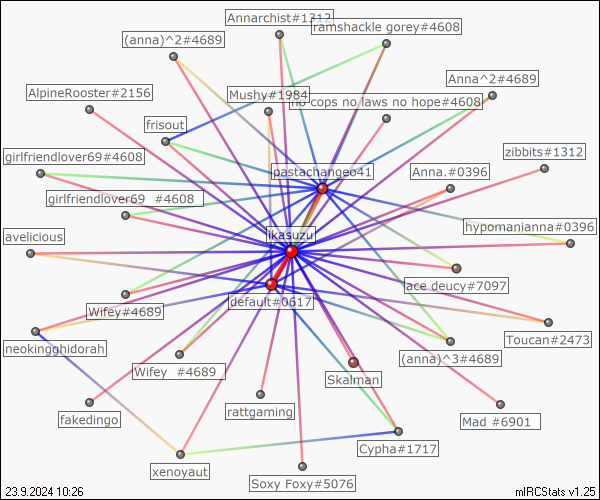 Annarchist#1312
ramshackle gorey#4608
(anna)^2#4689
Anna^2#4689
AlpineRooster#2156
Mushy#1984
no cops no laws no hope#4608
frisout
girlfriendlover69#4608
zibbits#1312
pastachangeo41
Anna.#0396
girlfriendlover69 #4608
hypomanianna#0396
avelicious
ikasuzu
ace.deucy#7097
default#0617
Wifey#4689
Toucan#2473
neokingghidorah
(anna)^3#4689
Wifey #4689
Skalman
fakedingo
rattgaming
Mad #6901
Cypha#1717
xenoyaut
Soxy Foxy#5076
23.9.2024 10:26
mIRCStats v1.25